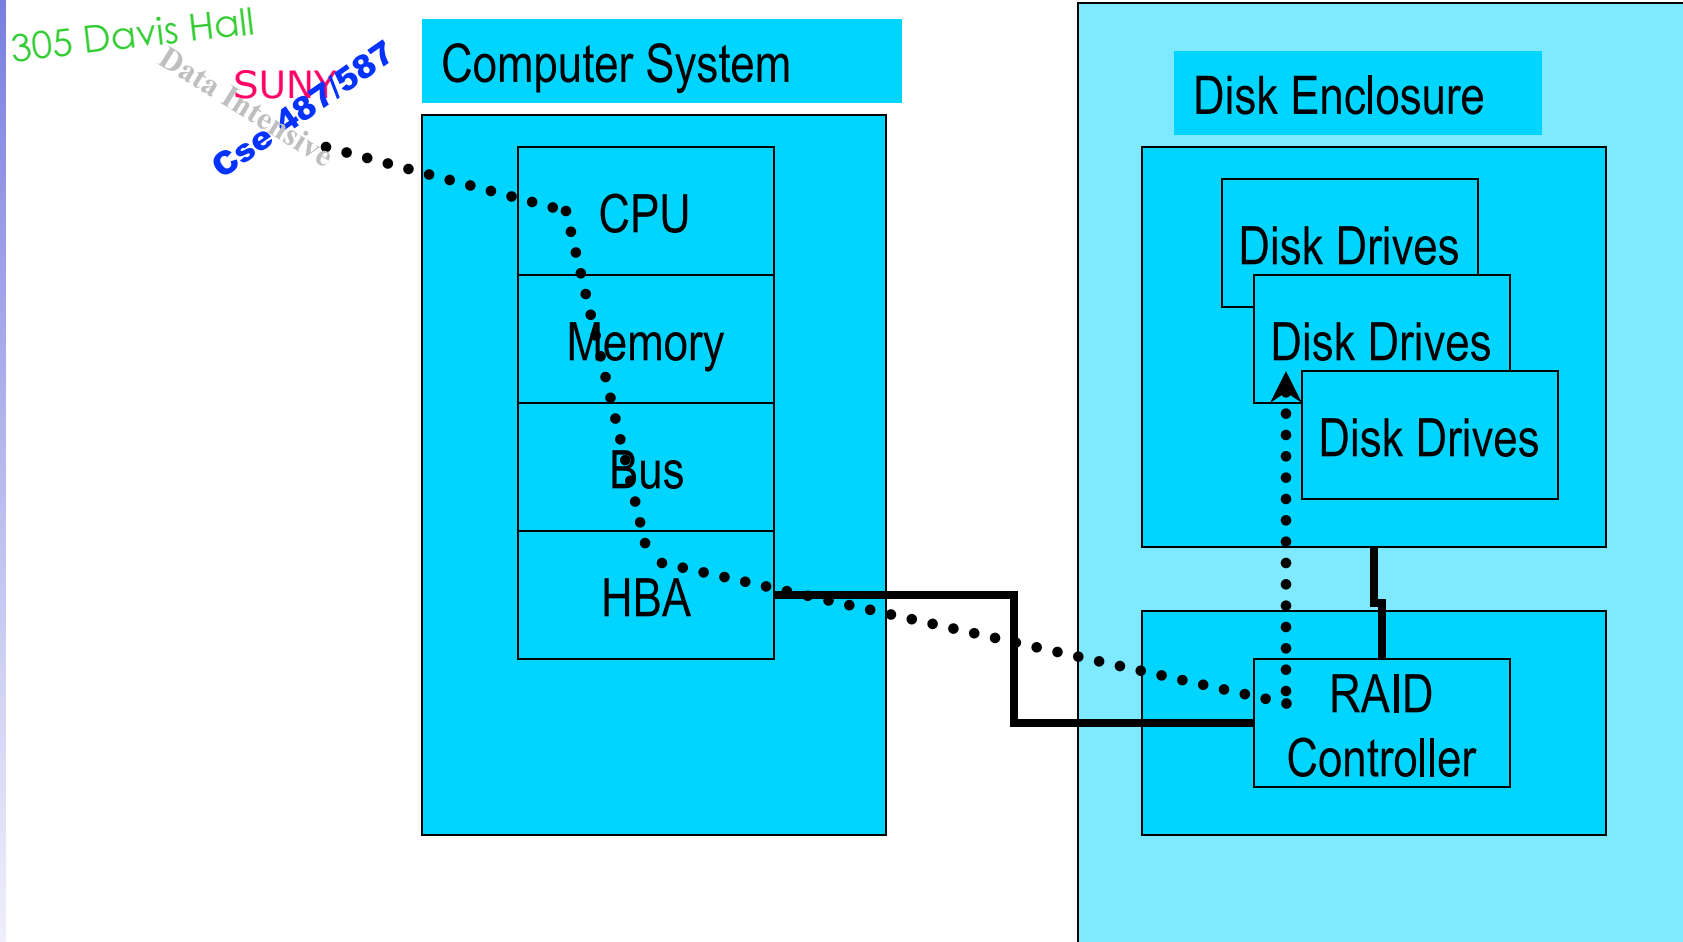 305 Davis Hall
Data Intensive
SUNY
Cse 487/587
Computer System
CPU
Memory
Bus
HBA
Disk Enclosure
Disk Drives
Disk Drives
Disk Drives
RAID
Controller